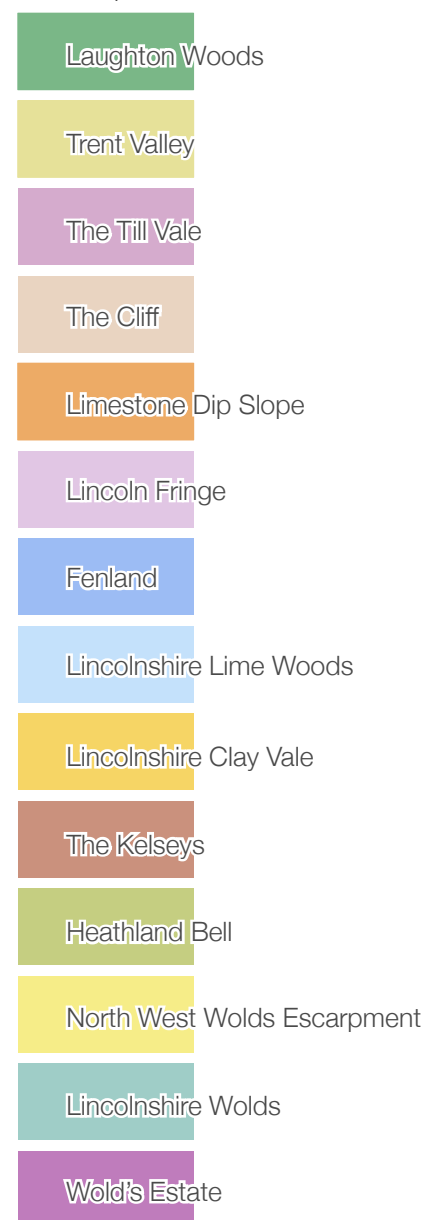 Laughton Woods
Trent Valley
The Till Vale
The Cliff
Limestone Dip Slope
Lincoln Fringe
Fenland
Lincolnshire Lime Woods
Lincolnshire Clay Vale
The Kelseys
Heathland Bell
North West Wolds Escarpment
Lincolnshire Wolds
Wold's Estate